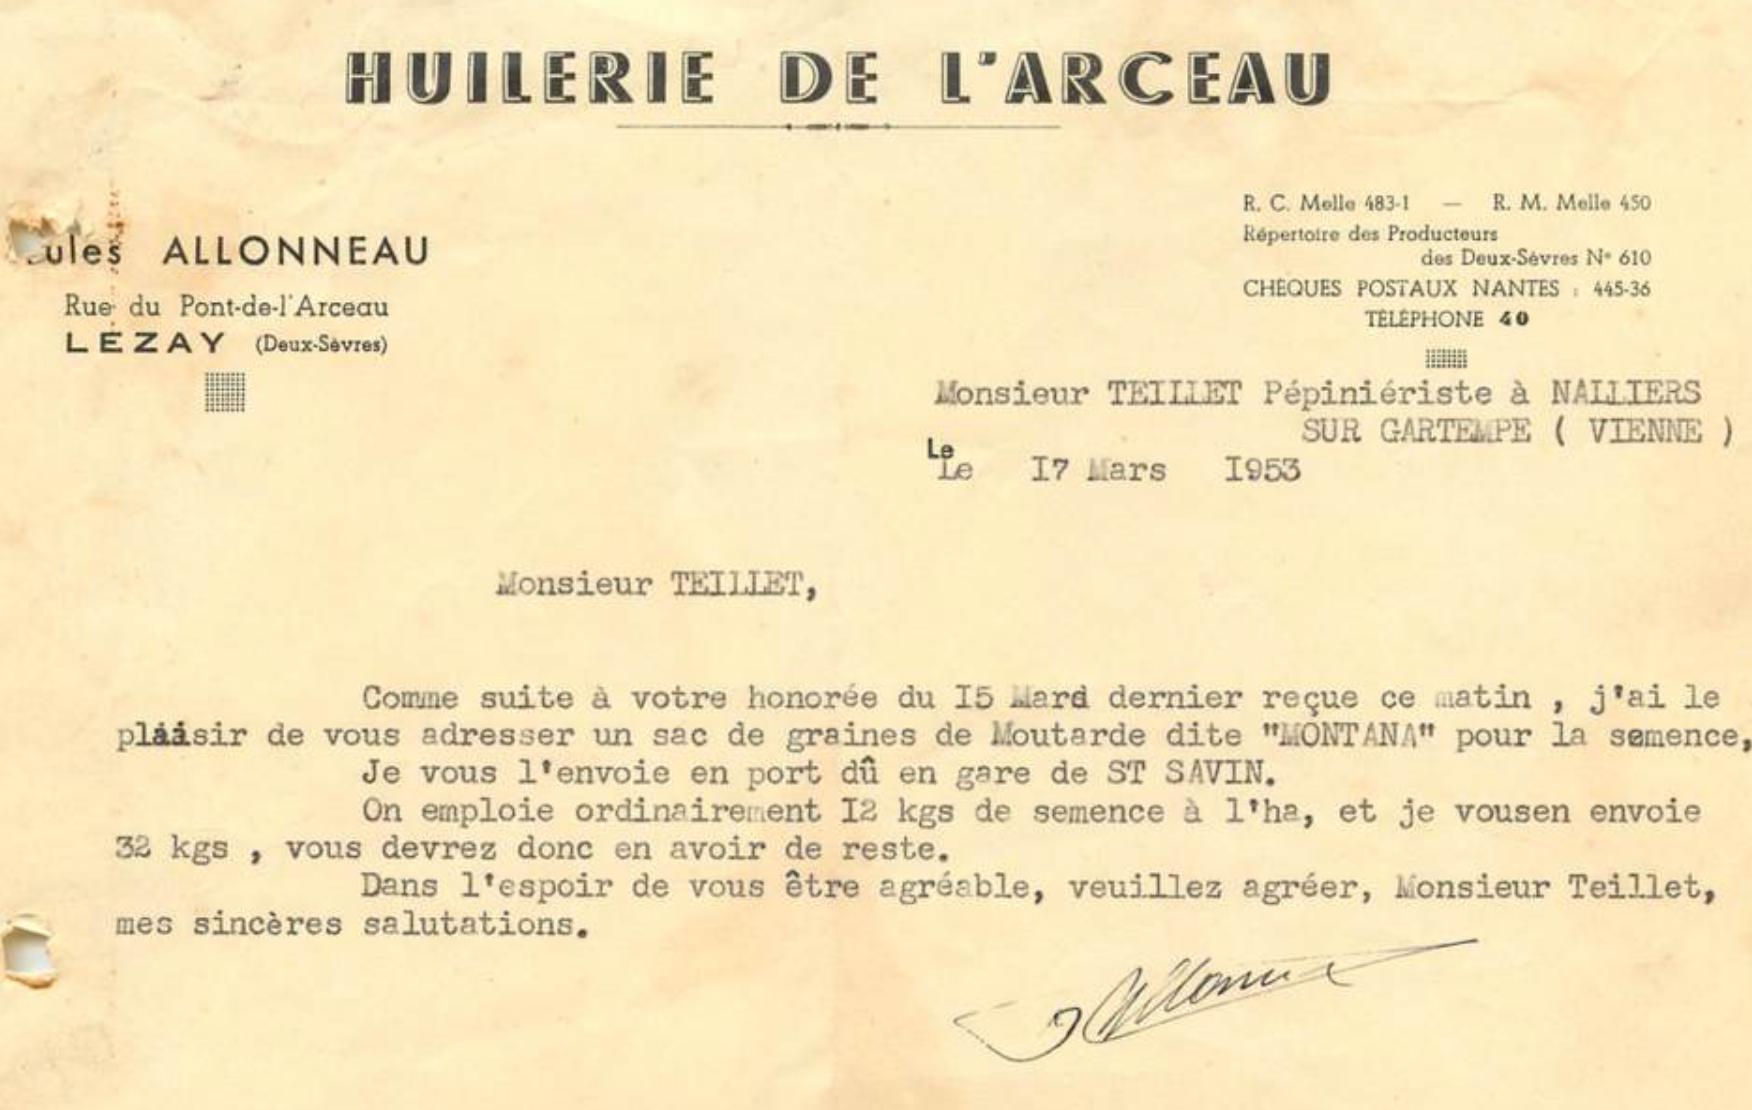 HUILERIE DE L'ARCEAU
ules ALLONNEAU
Rue du Pont-de-l'Arceau
LEZAY (Deux-Sèvres)
R. C. Melle 483-1 — R. M. Melle 450
Répertoire des Producteurs
des Deux-Sèvres N° 610
CHÈQUES POSTAUX NANTES : 445-36
TÉLÉPHONE 40
Monsieur TEILLET Pépiniériste à NALLIERS
SUR GARTEMPE ( VIENNE )
Le
Le I7 Mars I953
Monsieur TEILLET,
Comme suite à votre honorée du I5 Mard dernier reçue ce matin , j'ai le
pláisir de vous adresser un sac de graines de Moutarde dite "MONTANA" pour la semence,
Je vous l'envoie en port dû en gare de ST SAVIN.
On emploie ordinairement I2 kgs de semence à l'ha, et je vousen envoie
32 kgs , vous devrez donc en avoir de reste.
Dans l'espoir de vous être agréable, veuillez agréer, Monsieur Teillet,
mes sincères salutations.